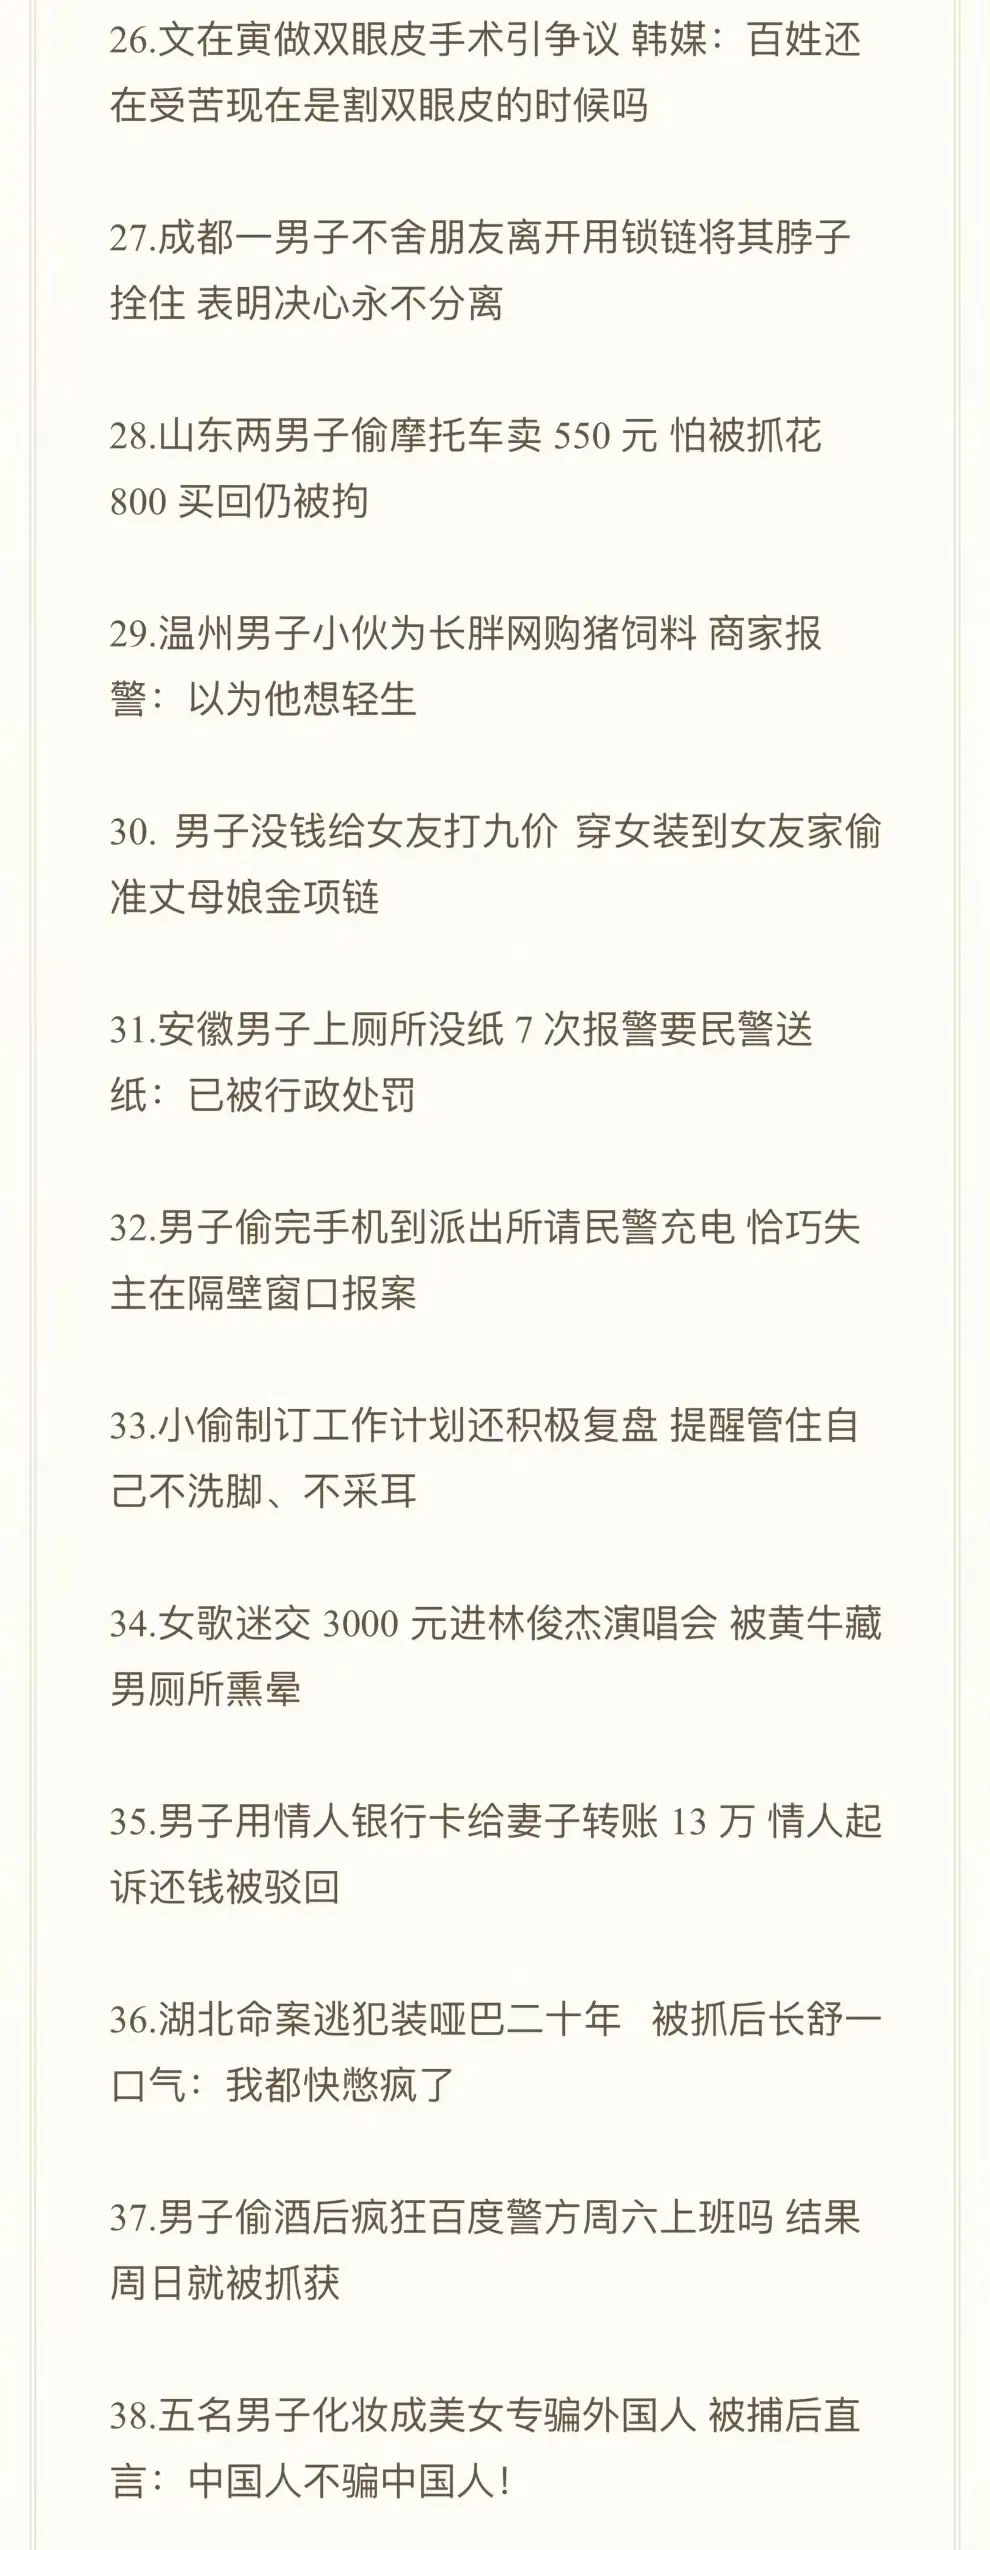 26.文在寅做双眼皮手术引争议 韩媒：百姓还
在受苦现在是割双眼皮的时候吗
27.成都一男子不舍朋友离开用锁链将其脖子
拴住 表明决心永不分离
28.山东两男子偷摩托车卖 550 元 怕被抓花
800 买回仍被拘
29.温州男子小伙为长胖网购猪饲料 商家报
警：以为他想轻生
30. 男子没钱给女友打九价 穿女装到女友家偷
准丈母娘金项链
31.安徽男子上厕所没纸 7 次报警要民警送
纸：已被行政处罚
32.男子偷完手机到派出所请民警充电 恰巧失
主在隔壁窗口报案
33.小偷制订工作计划还积极复盘 提醒管住自
己不洗脚、不采耳
34.女歌迷交 3000 元进林俊杰演唱会 被黄牛藏
男厕所熏晕
35.男子用情人银行卡给妻子转账 13 万 情人起
诉还钱被驳回
36.湖北命案逃犯装哑巴二十年 被抓后长舒一
口气：我都快憋疯了
37.男子偷酒后疯狂百度警方周六上班吗 结果
周日就被抓获
38.五名男子化妆成美女专骗外国人 被捕后直
言：中国人不骗中国人！